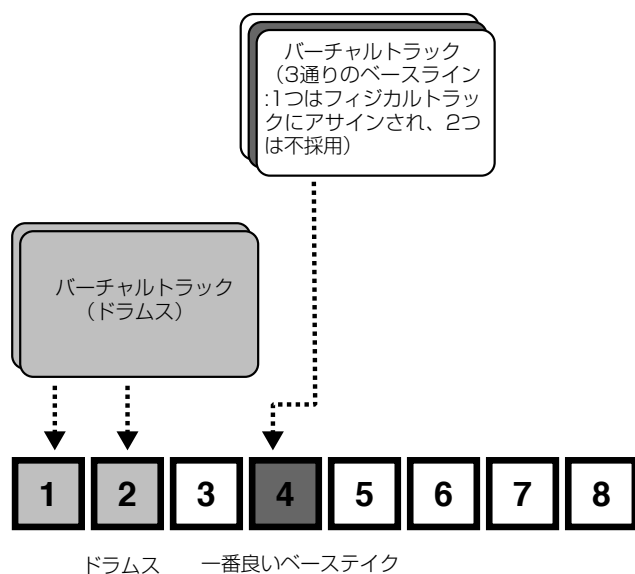 バーチャルトラック
（3通りのベースライン
:1つはフィジカルトラッ
クにアサインされ、2つ
は不採用）
バーチャルトラック
（ドラムス）
1 2 3 4 5 6 7 8
ドラムス 一番良いベーステイク